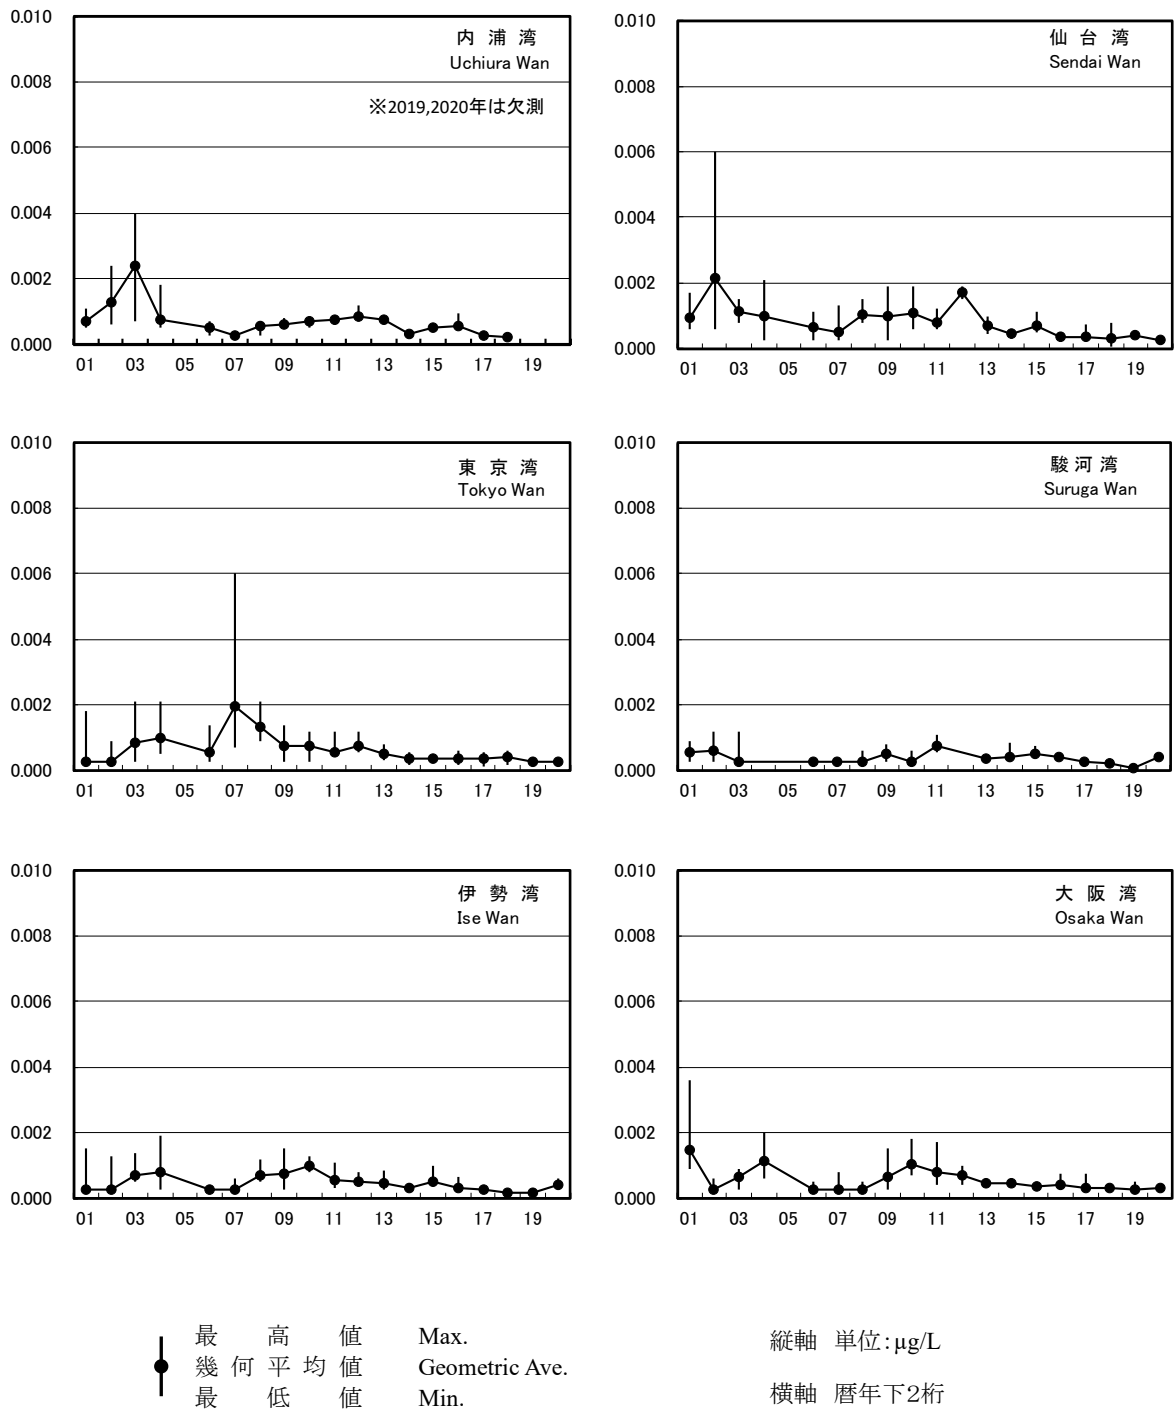 0.010
0.008
0.006
0.004
0.002
0.000
01 03 05 07 09 11 13 15 17 19
内浦湾
Uchiura Wan
※2019,2020年は欠測
0.010
0.008
0.006
0.004
0.002
0.000
01 03 05 07 09 11 13 15 17 19
仙台湾
Sendai Wan
0.010
0.008
0.006
0.004
0.002
0.000
01 03 05 07 09 11 13 15 17 19
東京湾
Tokyo Wan
0.010
0.008
0.006
0.004
0.002
0.000
01 03 05 07 09 11 13 15 17 19
駿河湾
Suruga Wan
0.010
0.008
0.006
0.004
0.002
0.000
01 03 05 07 09 11 13 15 17 19
伊勢湾
Ise Wan
0.010
0.008
0.006
0.004
0.002
0.000
01 03 05 07 09 11 13 15 17 19
大阪湾
Osaka Wan
最高値 Max.
幾何平均値 Geometric Ave.
最低値 Min.
縦軸 単位:µg/L
横軸 暦年下2桁